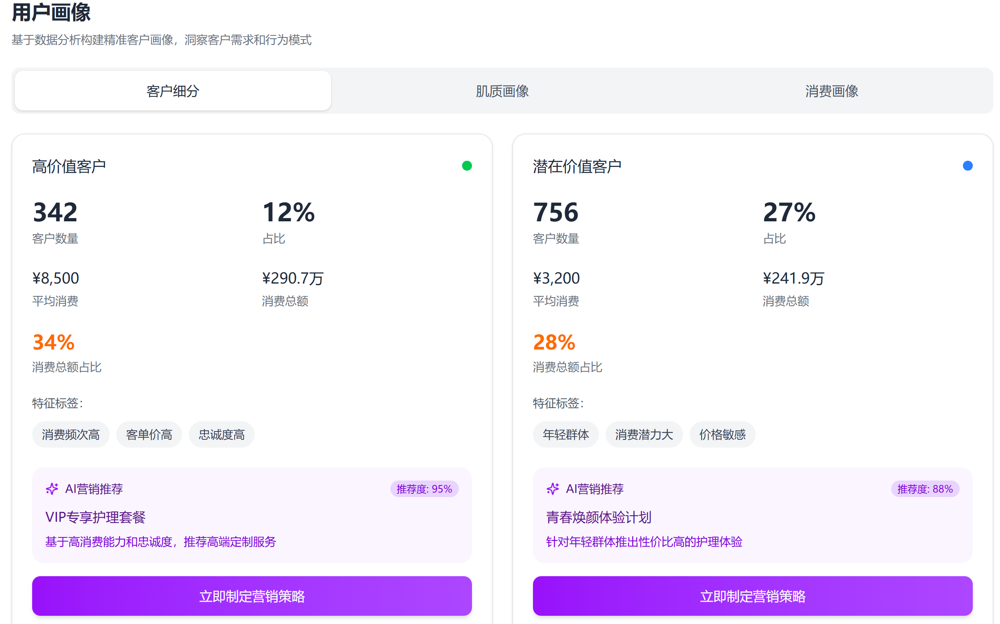 用户画像
基于数据分析构建精准客户画像，洞察客户需求和行为模式
客户细分
肌质画像
消费画像
高价值客户
342
12%
客户数量
占比
¥8,500
¥290.7万
平均消费
消费总额
34%
消费总额占比
特征标签：
消费频次高
客单价高
忠诚度高
AI营销推荐
推荐度: 95%
VIP专享护理套餐
基于高消费能力和忠诚度，推荐高端定制服务
立即制定营销策略
潜在价值客户
756
27%
客户数量
占比
¥3,200
¥241.9万
平均消费
消费总额
28%
消费总额占比
特征标签：
年轻群体
消费潜力大
价格敏感
AI营销推荐
推荐度: 88%
青春焕颜体验计划
针对年轻群体推出性价比高的护理体验
立即制定营销策略